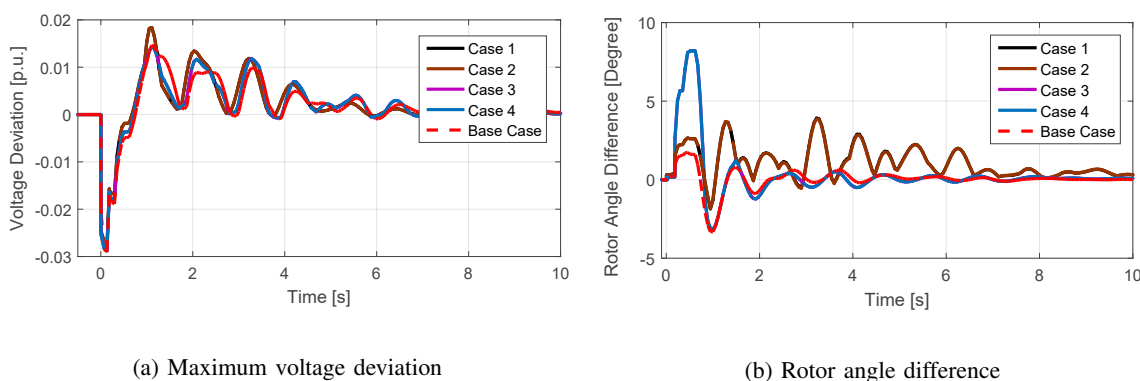 0.02
0.01
0
-0.01
-0.02
-0.03
Voltage Deviation [p.u.]
0 2 4 6 8 10
Time [s]
Case 1
Case 2
Case 3
Case 4
Base Case
(a) Maximum voltage deviation
10
5
0
-5
Rotor Angle Difference [Degree]
0 2 4 6 8 10
Time [s]
Case 1
Case 2
Case 3
Case 4
Base Case
(b) Rotor angle difference